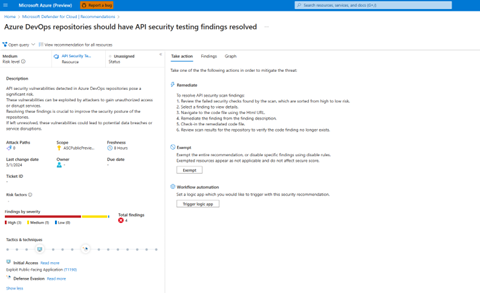 Microsoft Azure (Preview)
Report a bug
Search resources, services, and docs (G+/)
Home > Microsoft Defender for Cloud | Recommendations >
Azure DevOps repositories should have API security testing findings resolved
Open query
View recommendation for all resources
Medium
Risk level
API Security Te...
Resource
Unassigned
Status
Description
API security vulnerabilities detected in Azure DevOps repositories pose a
significant risk.
These vulnerabilities can be exploited by attackers to gain unauthorized access
or disrupt services.
Resolving these findings is crucial to improve the security posture of the
repositories.
If left unresolved, these vulnerabilities could lead to potential data breaches or
service disruptions.
Attack Paths
0
Scope
Freshness
8 Hours
Last change date
5/1/2024
Owner
-
Due date
-
Ticket ID
-
Risk factors
-
Findings by severity
Total findings
High
Medium
Low (0)
Tactics & techniques
Initial Access Read more
Exploit Public-Facing Application (T1190)
Defense Evasion Read more
Show less
Take action
Findings
Graph
Take one of the following actions in order to mitigate the threat:
Remediate
To resolve API security scan findings:
1. Review the failed security checks found by the scan, which are sorted from high to low risk.
2. Select a finding to view details.
3. Navigate to the code file using the Html URL.
4. Remediate the finding from the finding description.
5. Check-in the remediated code file.
6. Review scan results for the repository to verify the code finding no longer exists.
Exempt
Exempt the entire recommendation, or disable specific findings using disable rules.
Exempted resources appear as not applicable and do not affect secure score.
Exempt
Workflow automation
Set a logic app which you would like to trigger with this security recommendation.
Trigger logic app